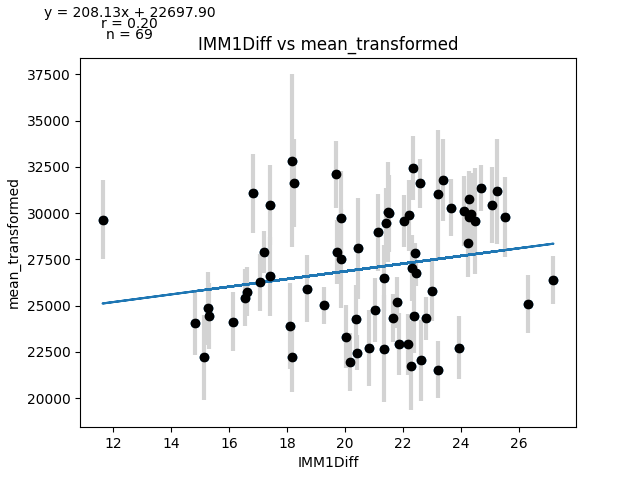 y = 208.13x + 22697.90
r = 0.20
n = 69
IMM1Diff vs mean_transformed
mean_transformed
37500
35000
32500
30000
27500
25000
22500
20000
12 14 16 18 20 22 24 26
IMM1Diff